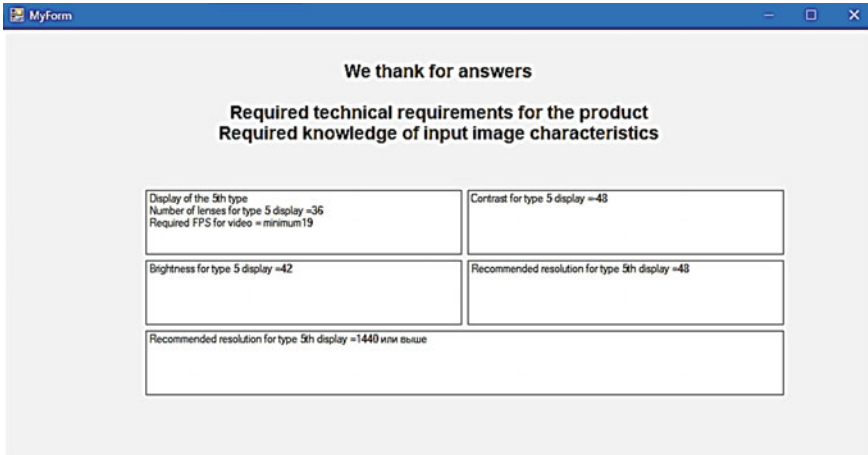 MyForm
We thank for answers
Required technical requirements for the product
Required knowledge of input image characteristics
Display of the 5th type
Number of lenses for type 5 display =36
Required FPS for video = minimum19
Contrast for type 5 display =-48
Brightness for type 5 display =42
Recommended resolution for type 5th display =48
Recommended resolution for type 5th display =1440 или выше